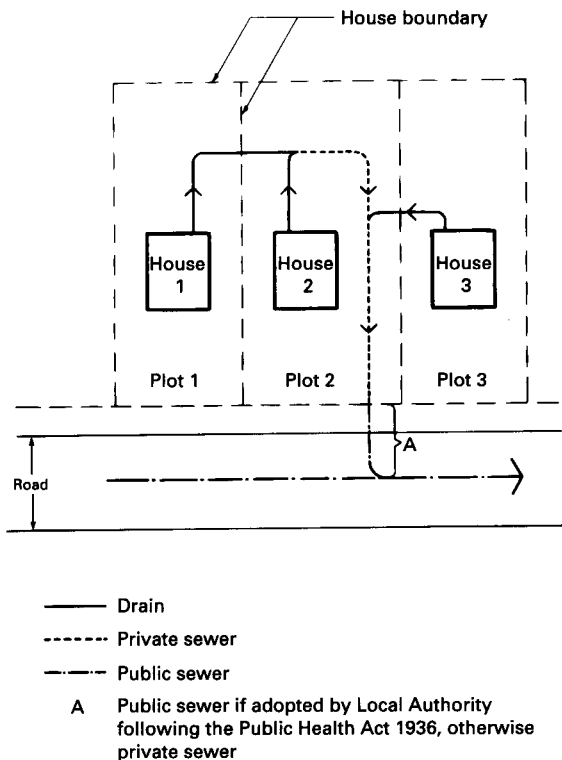 House boundary
House
1
House
2
House
3
Plot 1
Plot 2
Plot 3
A
Road
Drain
Private sewer
Public sewer
A Public sewer if adopted by Local Authority
following the Public Health Act 1936, otherwise
private sewer